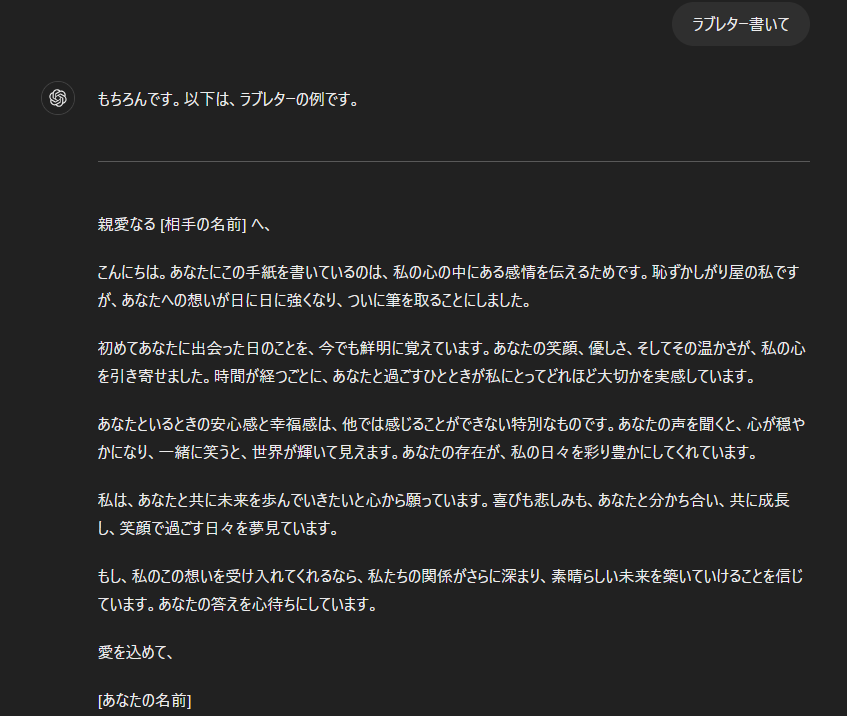 ラブレター書いて
もちろんです。以下は、ラブレターの例です。
親愛なる [相手の名前] へ、
こんにちは。あなたにこの手紙を書いているのは、私の心の中にある感情を伝えるためです。恥ずかしがり屋の私です
が、あなたへの想いが日に日に強くなり、ついに筆を取ることにしました。
初めてあなたに出会った日のことを、今でも鮮明に覚えています。あなたの笑顔、優しさ、そしてその温かさが、私の心
を引き寄せました。時間が経つごとに、あなたと過ごすひとときが私にとってどれほど大切かを実感しています。
あなたといるときの安心感と幸福感は、他では感じることができない特別なものです。あなたの声を聞くと、心が穏や
かになり、一緒に笑うと、世界が輝いて見えます。あなたの存在が、私の日々を彩り豊かにしてくれています。
私は、あなたと共に未来を歩んでいきたいと心から願っています。喜びも悲しみも、あなたと分かち合い、共に成長
し、笑顔で過ごす日々を夢見ています。
もし、私のこの想いを受け入れてくれるなら、私たちの関係がさらに深まり、素晴らしい未来を築いていけることを信じ
ています。あなたの答えを心待ちにしています。
愛を込めて、
[あなたの名前]